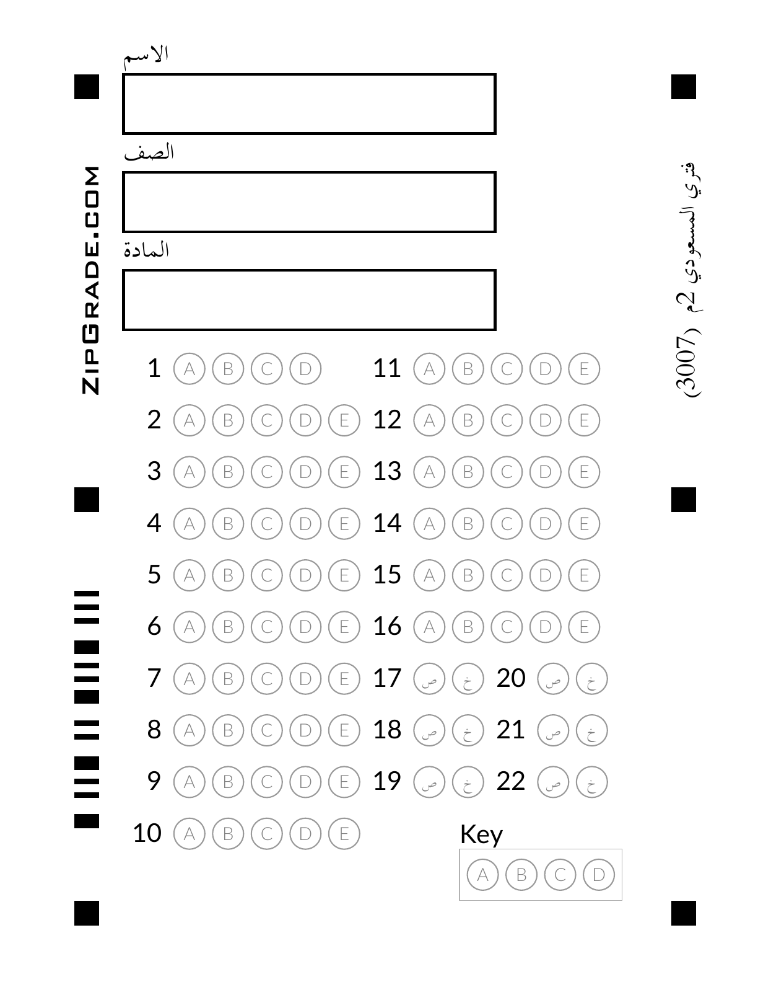 الاسم
الصف
المادة
ZIPGRADE.COM
فتري المسعودي 2م (3007)
1 A B C D
2 A B C D E
3 A B C D E
4 A B C D E
5 A B C D E
6 A B C D E
7 A B C D E
8 A B C D E
9 A B C D E
10 A B C D E
11 A B C D E
12 A B C D E
13 A B C D E
14 A B C D E
15 A B C D E
16 A B C D E
17 ص خ
18 ص خ
19 ص خ
20 ص خ
21 ص خ
22 ص خ
Key
A B C D